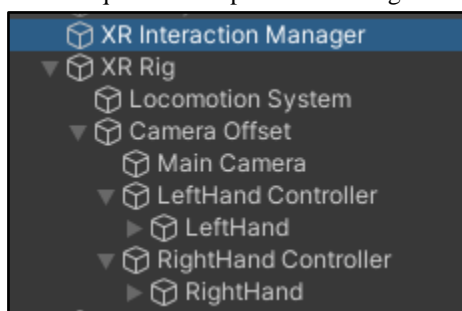 XR Interaction Manager
XR Rig
Locomotion System
Camera Offset
Main Camera
LeftHand Controller
LeftHand
RightHand Controller
RightHand